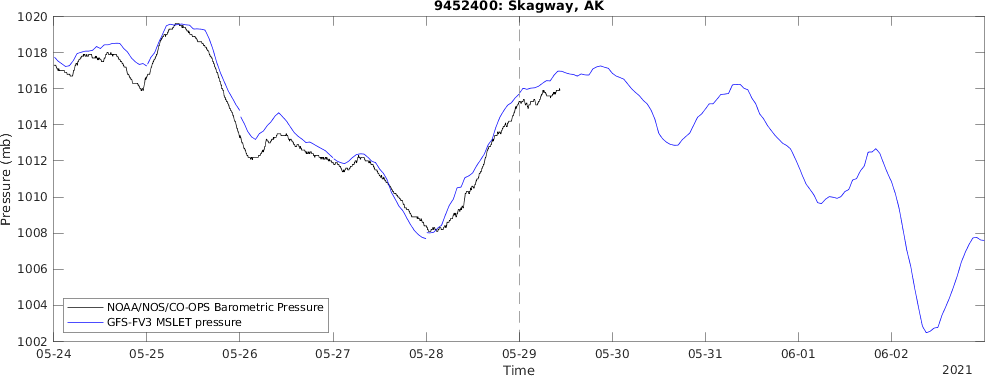 9452400: Skagway, AK
1020
1018
1016
1014
1012
1010
1008
1006
1004
1002
Pressure (mb)
NOAA/NOS/CO-OPS Barometric Pressure
GFS-FV3 MSLET pressure
05-24 05-25 05-26 05-27 05-28 05-29 05-30 05-31 06-01 06-02
Time
2021